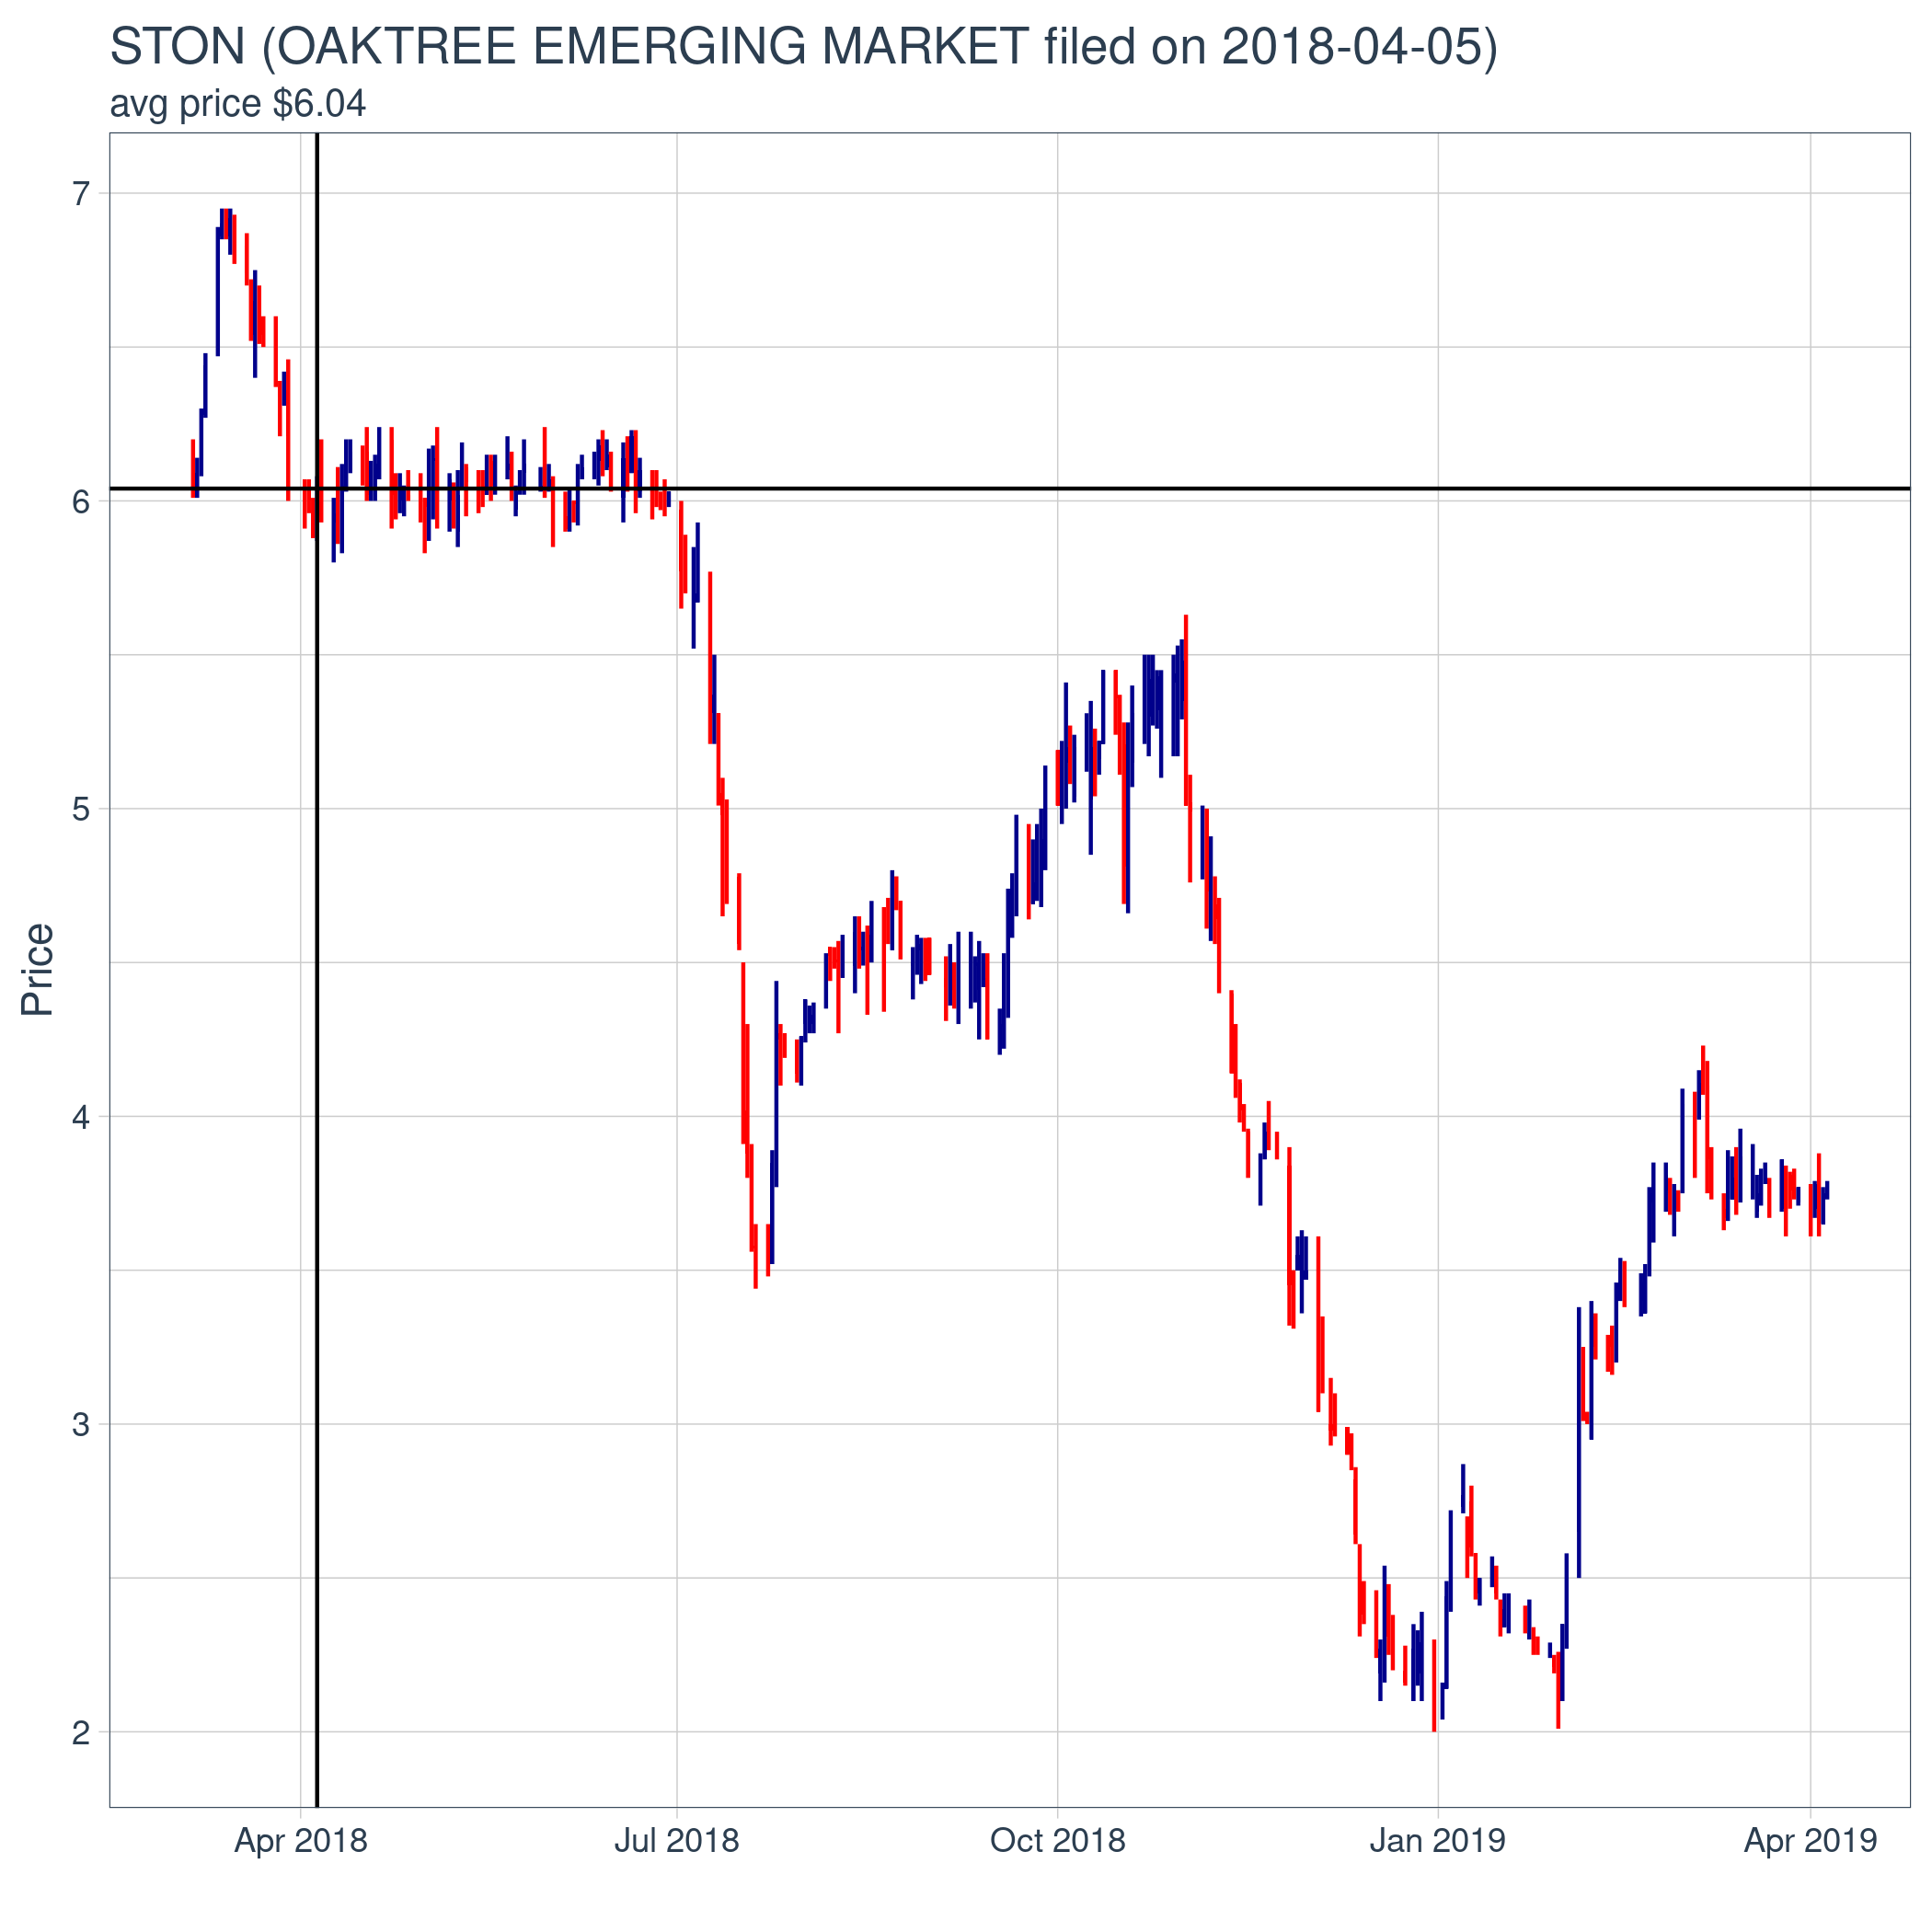 STON (OAKTREE EMERGING MARKET filed on 2018-04-05)
avg price $6.04
7
6
5
4
3
2
Price
Apr 2018
Jul 2018
Oct 2018
Jan 2019
Apr 2019